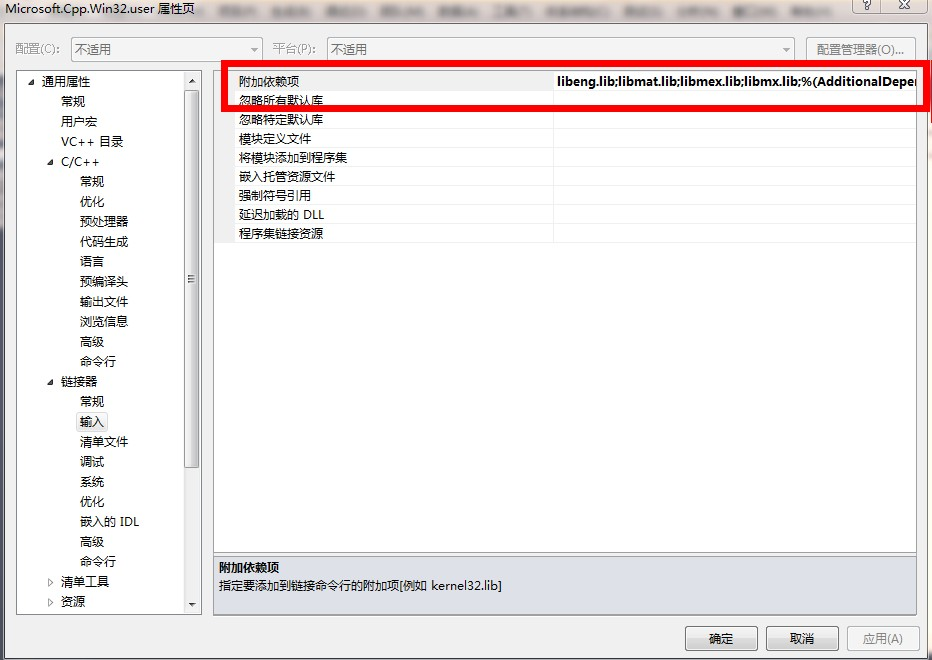 Microsoft.Cpp.Win32.user 属性页
配置(C): 不适用 平台(P): 不适用 配置管理器(O)...
通用属性
常规
用户宏
VC++ 目录
C/C++
常规
优化
预处理器
代码生成
语言
预编译头
输出文件
浏览信息
高级
命令行
链接器
常规
输入
清单文件
调试
系统
优化
嵌入的 IDL
高级
命令行
清单工具
资源
附加依赖项 libeng.lib;libmat.lib;libmex.lib;libmx.lib;%(AdditionalDeper
忽略所有默认库
忽略特定默认库
模块定义文件
将模块添加到程序集
嵌入托管资源文件
强制符号引用
延迟加载的 DLL
程序集链接资源
附加依赖项
指定要添加到链接命令行的附加项[例如 kernel32.lib]
确定 取消 应用(A)